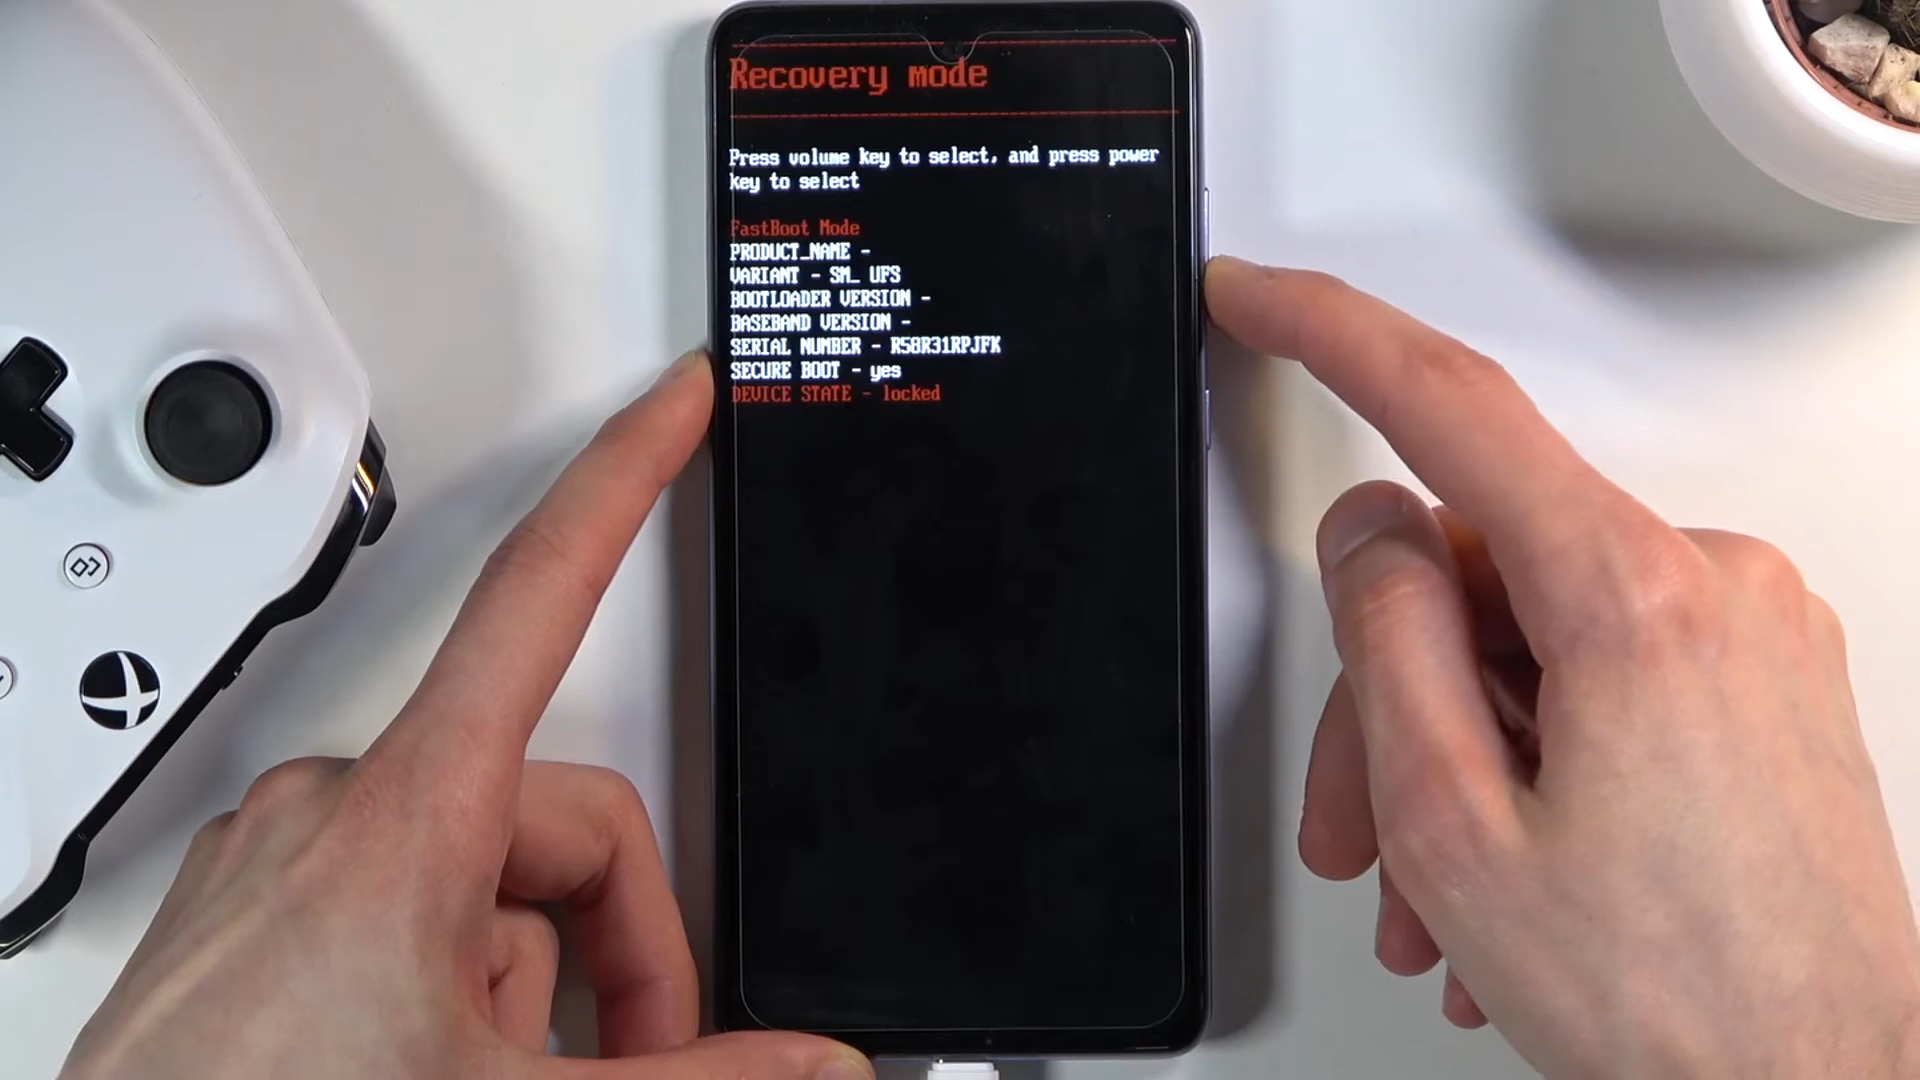 Recovery mode
Press volume key to select, and press power
key to select
FastBoot Mode
PRODUCT_NAME -
VARIANT - SM_ UFS
BOOTLOADER VERSION -
BASEBAND VERSION -
SERIAL NUMBER - R58R31RPJFK
SECURE BOOT - yes
DEVICE STATE - locked